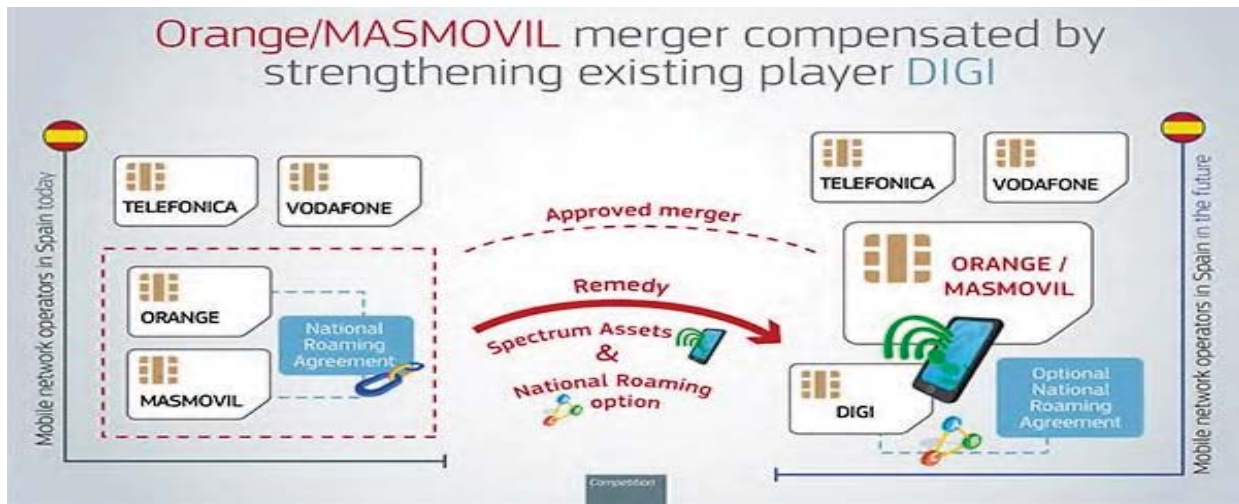 Orange/MASMOVIL merger compensated by
strengthening existing player DIGI
Mobile network operators in Spain today
TELEFONICA
VODAFONE
ORANGE
MASMOVIL
National
Roaming
Agreement
Approved merger
Remedy
Spectrum Assets
&
National Roaming
option
TELEFONICA
VODAFONE
ORANGE /
MASMOVIL
DIGI
Optional
National
Roaming
Agreement
Mobile network operators in Spain in the future
Competition